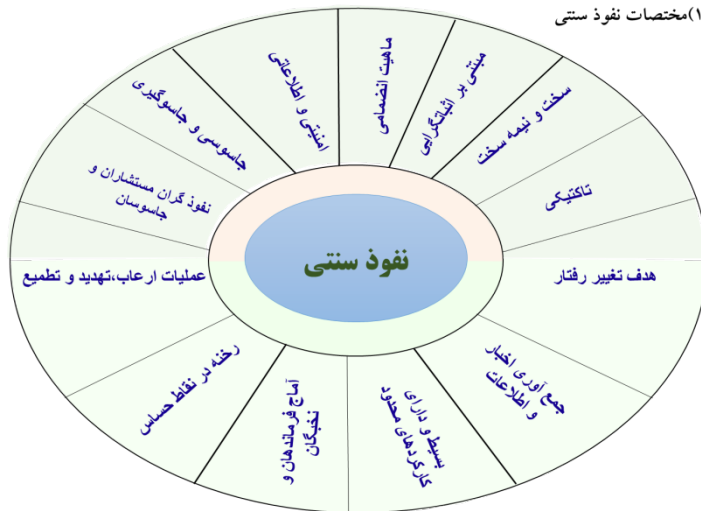 ۱)مختصات نفوذ سنتی
ماهیت انضمامی
مبتنی بر اثباتگرایی
سخت و نیمه سخت
تاکتیکی
هدف تغییر رفتار
جمع آوری اخبار
و اطلاعات
بسیط و دارای
کارکردهای محدود
آماج فرماندهان و
نخبگان
رخنه در نقاط حساس
عملیات ارعاب،تهدید و تطمیع
نفوذ گران مستشاران و
جاسوسان
جاسوسی و جاسوگیری
امنیتی و اطلاعاتی
نفوذ سنتی